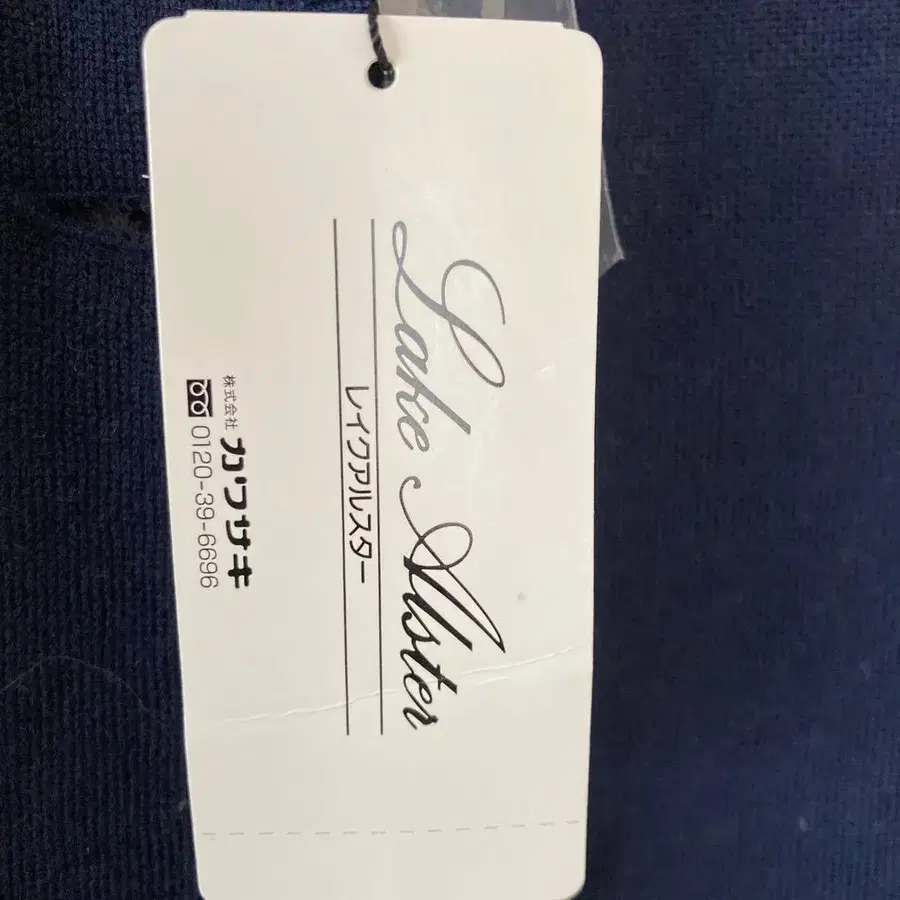 Lake Alster
レイクアルスター
株式会社 カワサキ
0120-39-6696